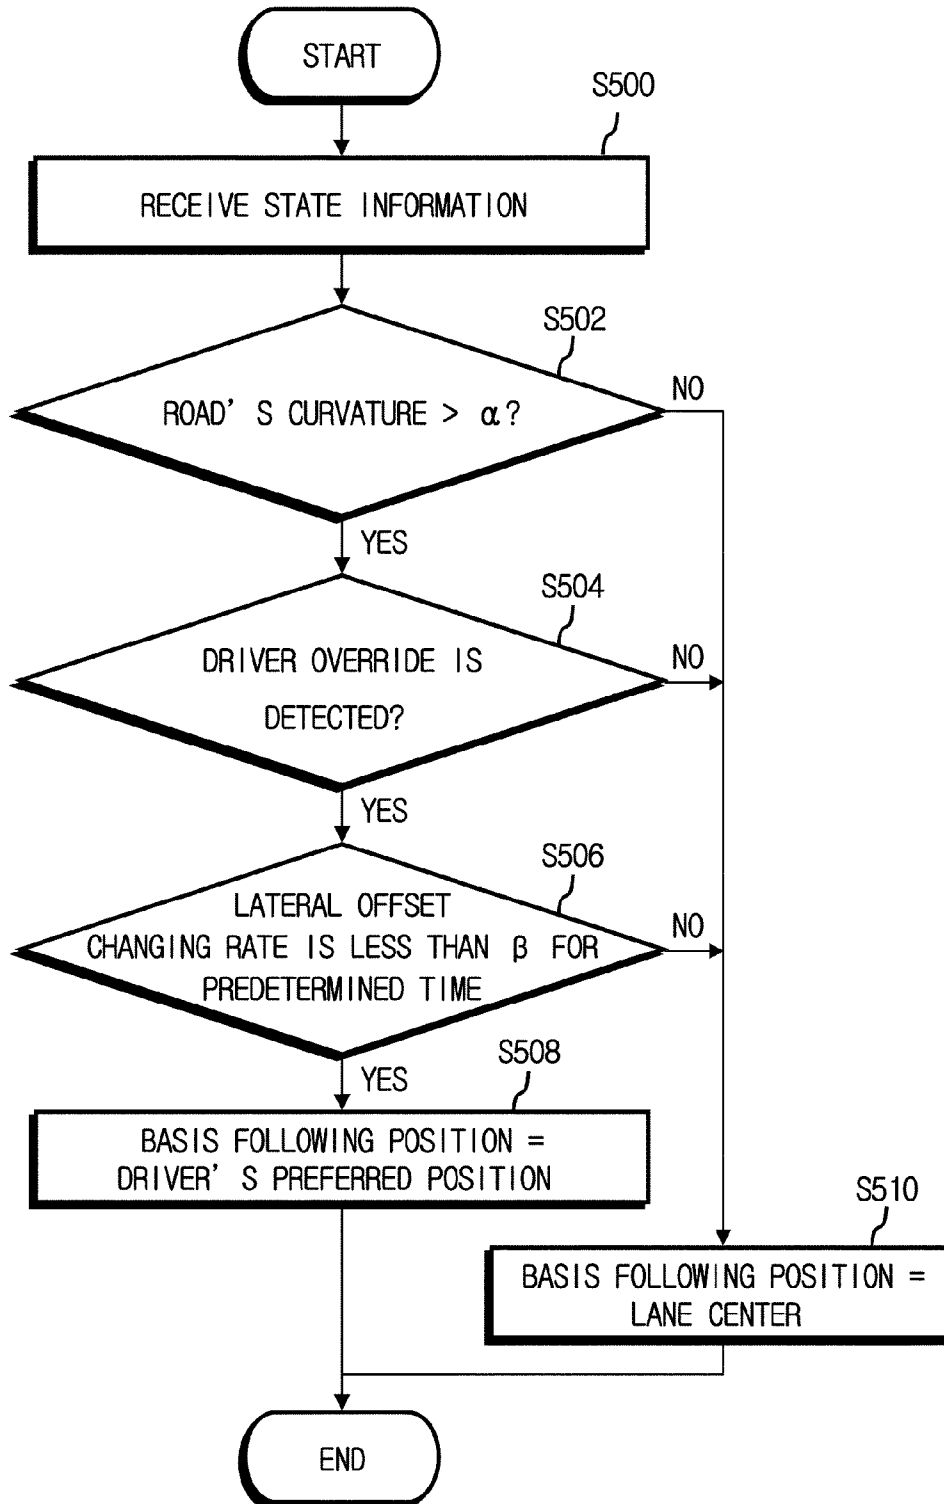 START
S500
RECEIVE STATE INFORMATION
S502
ROAD'S CURVATURE > α?
NO
YES
S504
DRIVER OVERRIDE IS
DETECTED?
NO
YES
S506
LATERAL OFFSET
CHANGING RATE IS LESS THAN β FOR
PREDETERMINED TIME
NO
YES
S508
BASIS FOLLOWING POSITION =
DRIVER'S PREFERRED POSITION
S510
BASIS FOLLOWING POSITION =
LANE CENTER
END